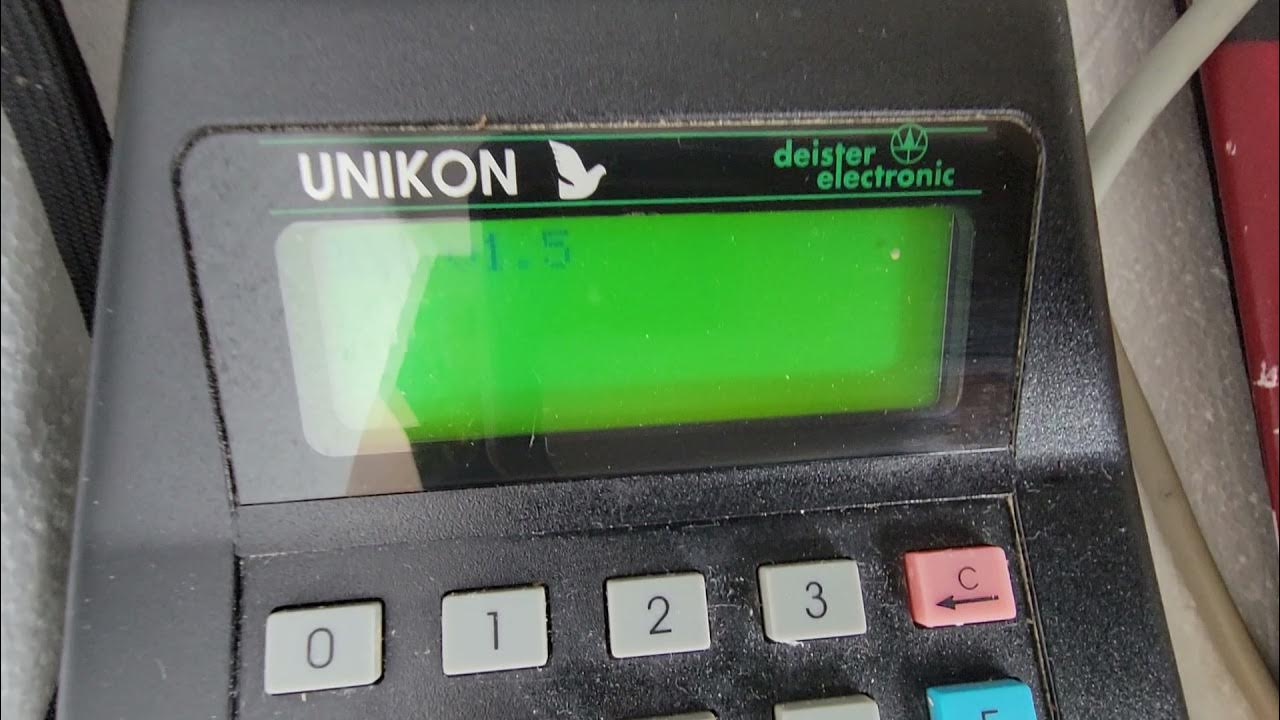 UNIKON
deister
electronic
1.5
0 1 2 3 C